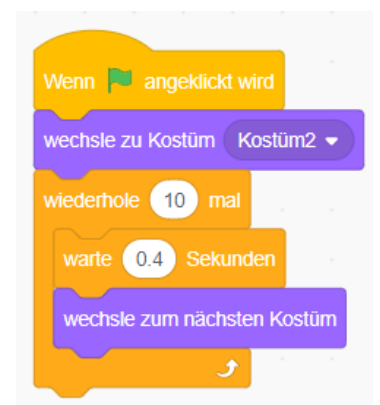 Wenn angeklickt wird
wechsle zu Kostüm Kostüm2
wiederhole 10 mal
warte 0.4 Sekunden
wechsle zum nächsten Kostüm